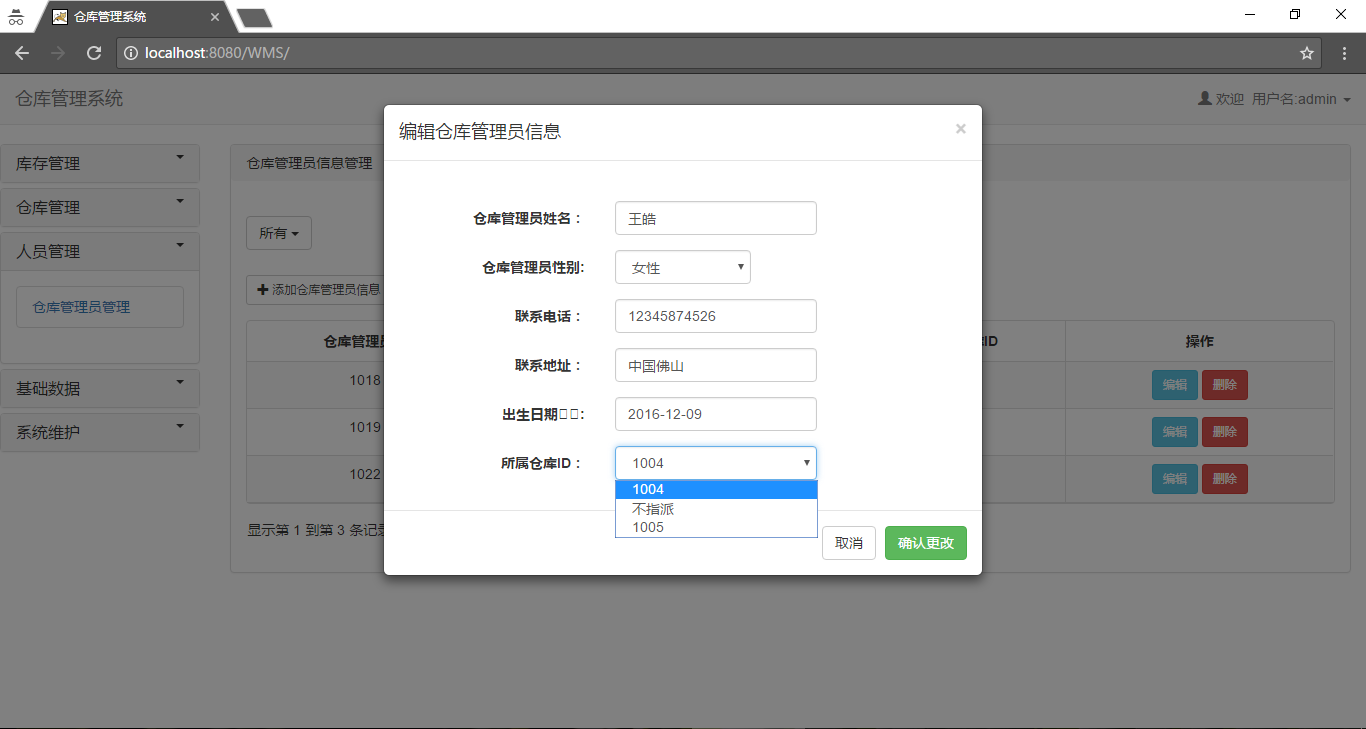 仓库管理系统
localhost:8080/WMS/
仓库管理系统
欢迎 用户名:admin
库存管理
仓库管理
人员管理
仓库管理员管理
基础数据
系统维护
仓库管理员信息管理
所有
添加仓库管理员信息
仓库管理员
ID
操作
1018
编辑 删除
1019
编辑 删除
1022
编辑 删除
显示第 1 到第 3 条记录
编辑仓库管理员信息
×
仓库管理员姓名：
王皓
仓库管理员性别:
女性
联系电话：
12345874526
联系地址：
中国佛山
出生日期□□:
2016-12-09
所属仓库ID：
1004
1004
不指派
1005
取消
确认更改